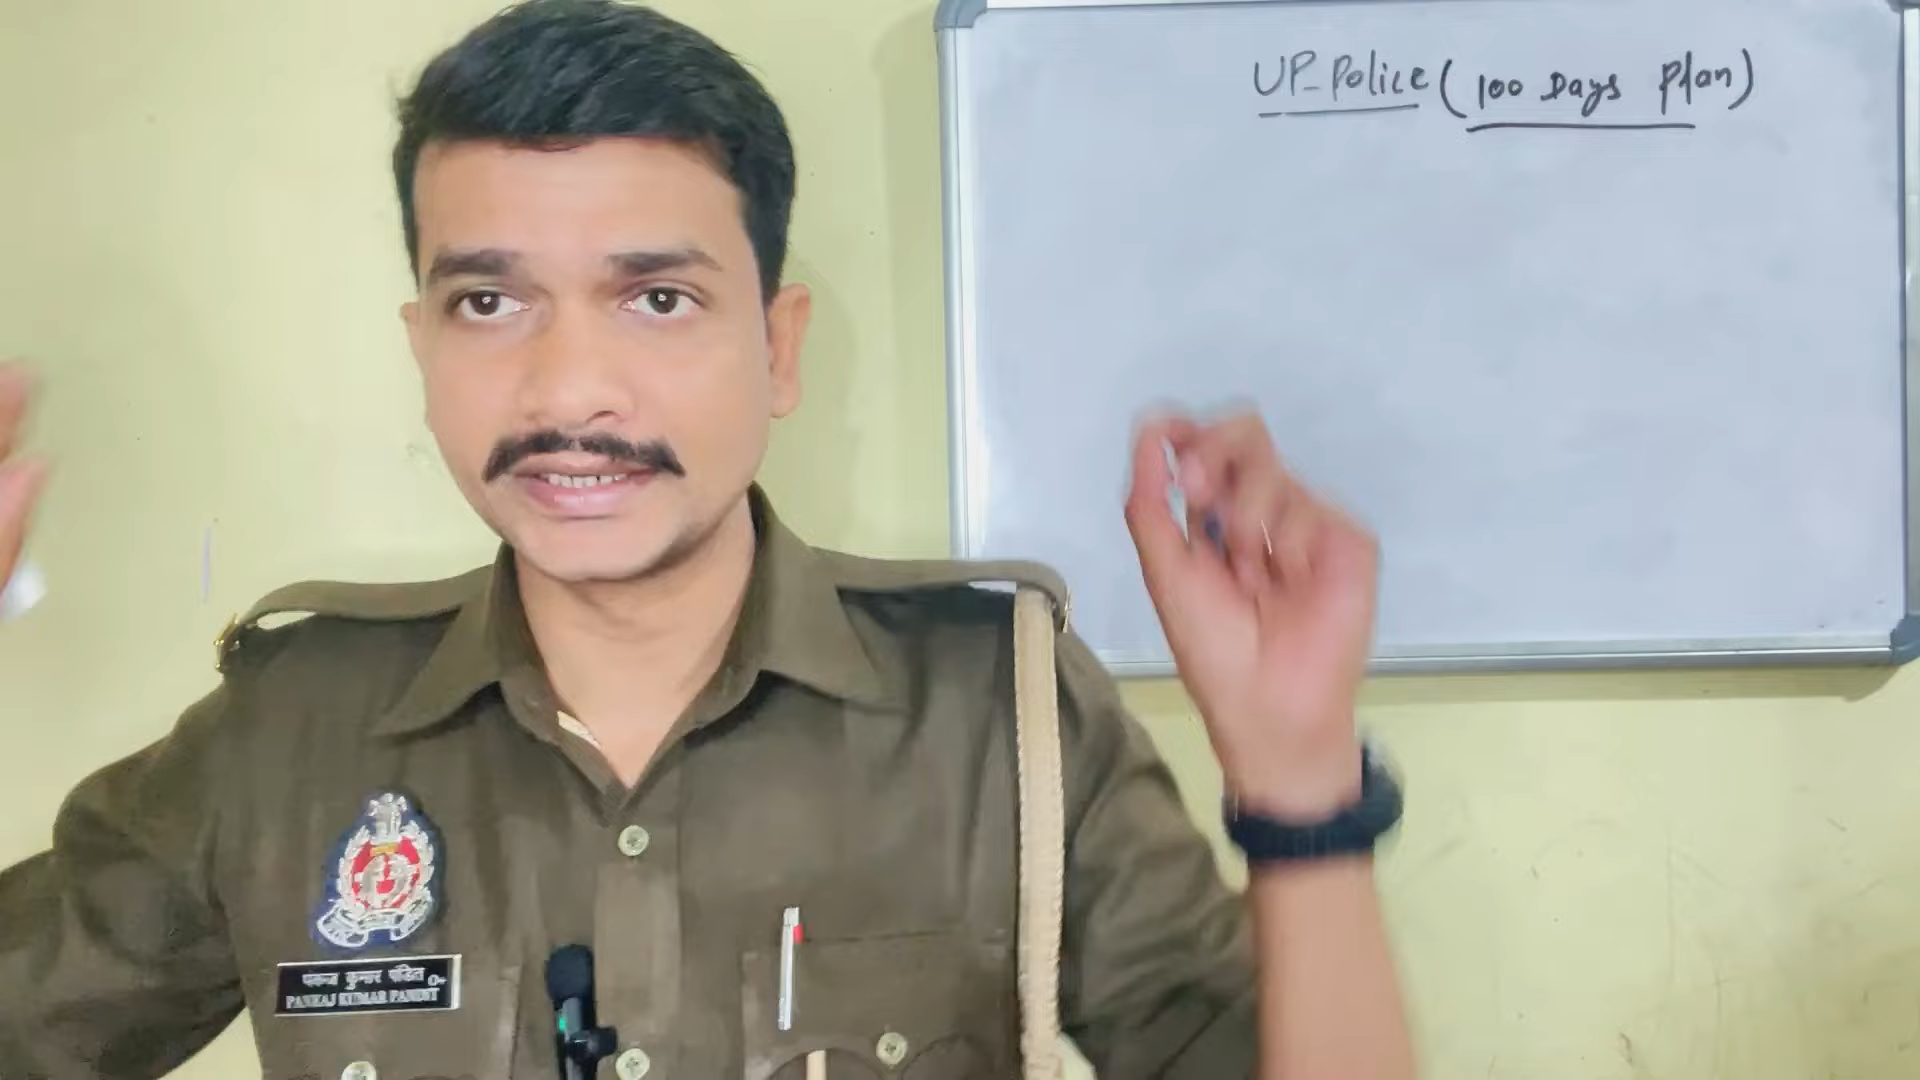 UP-Police (100 Days Plan)
पंकज कुमार पंडित O+
PANKAJ KUMAR PANDIT